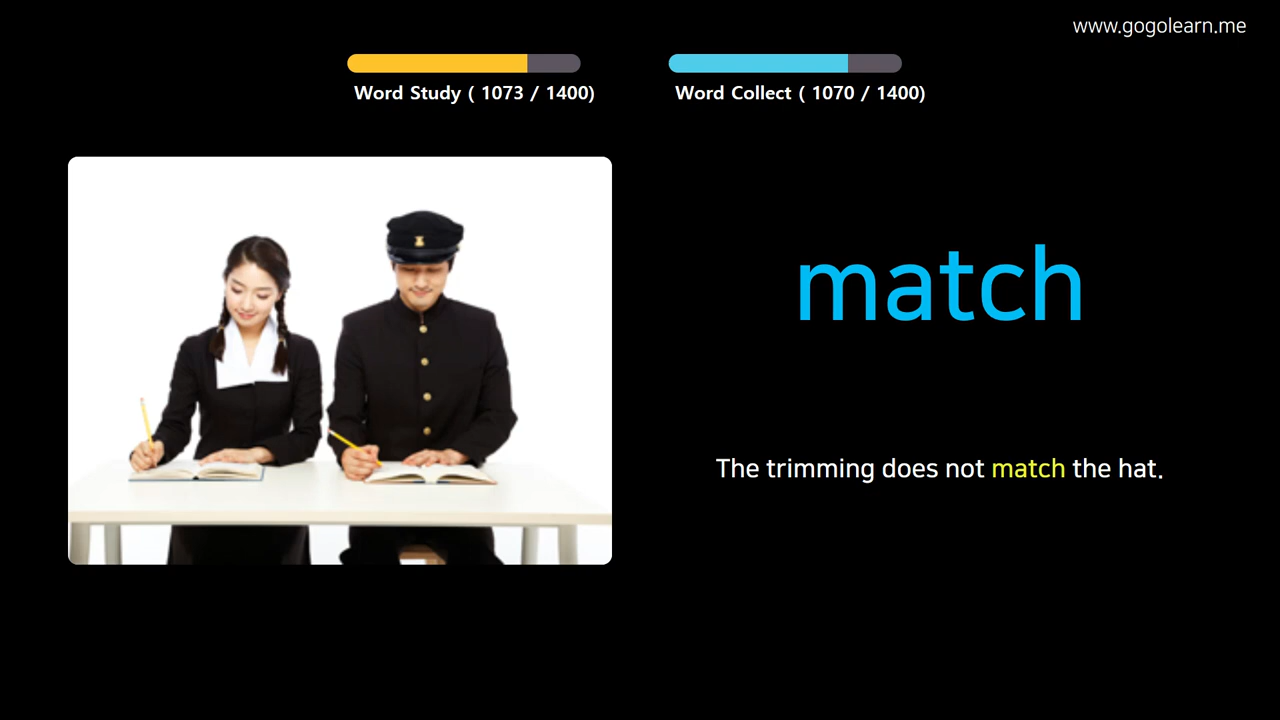 www.gogolearn.me
Word Study ( 1073 / 1400)
Word Collect ( 1070 / 1400)
match
The trimming does not match the hat.